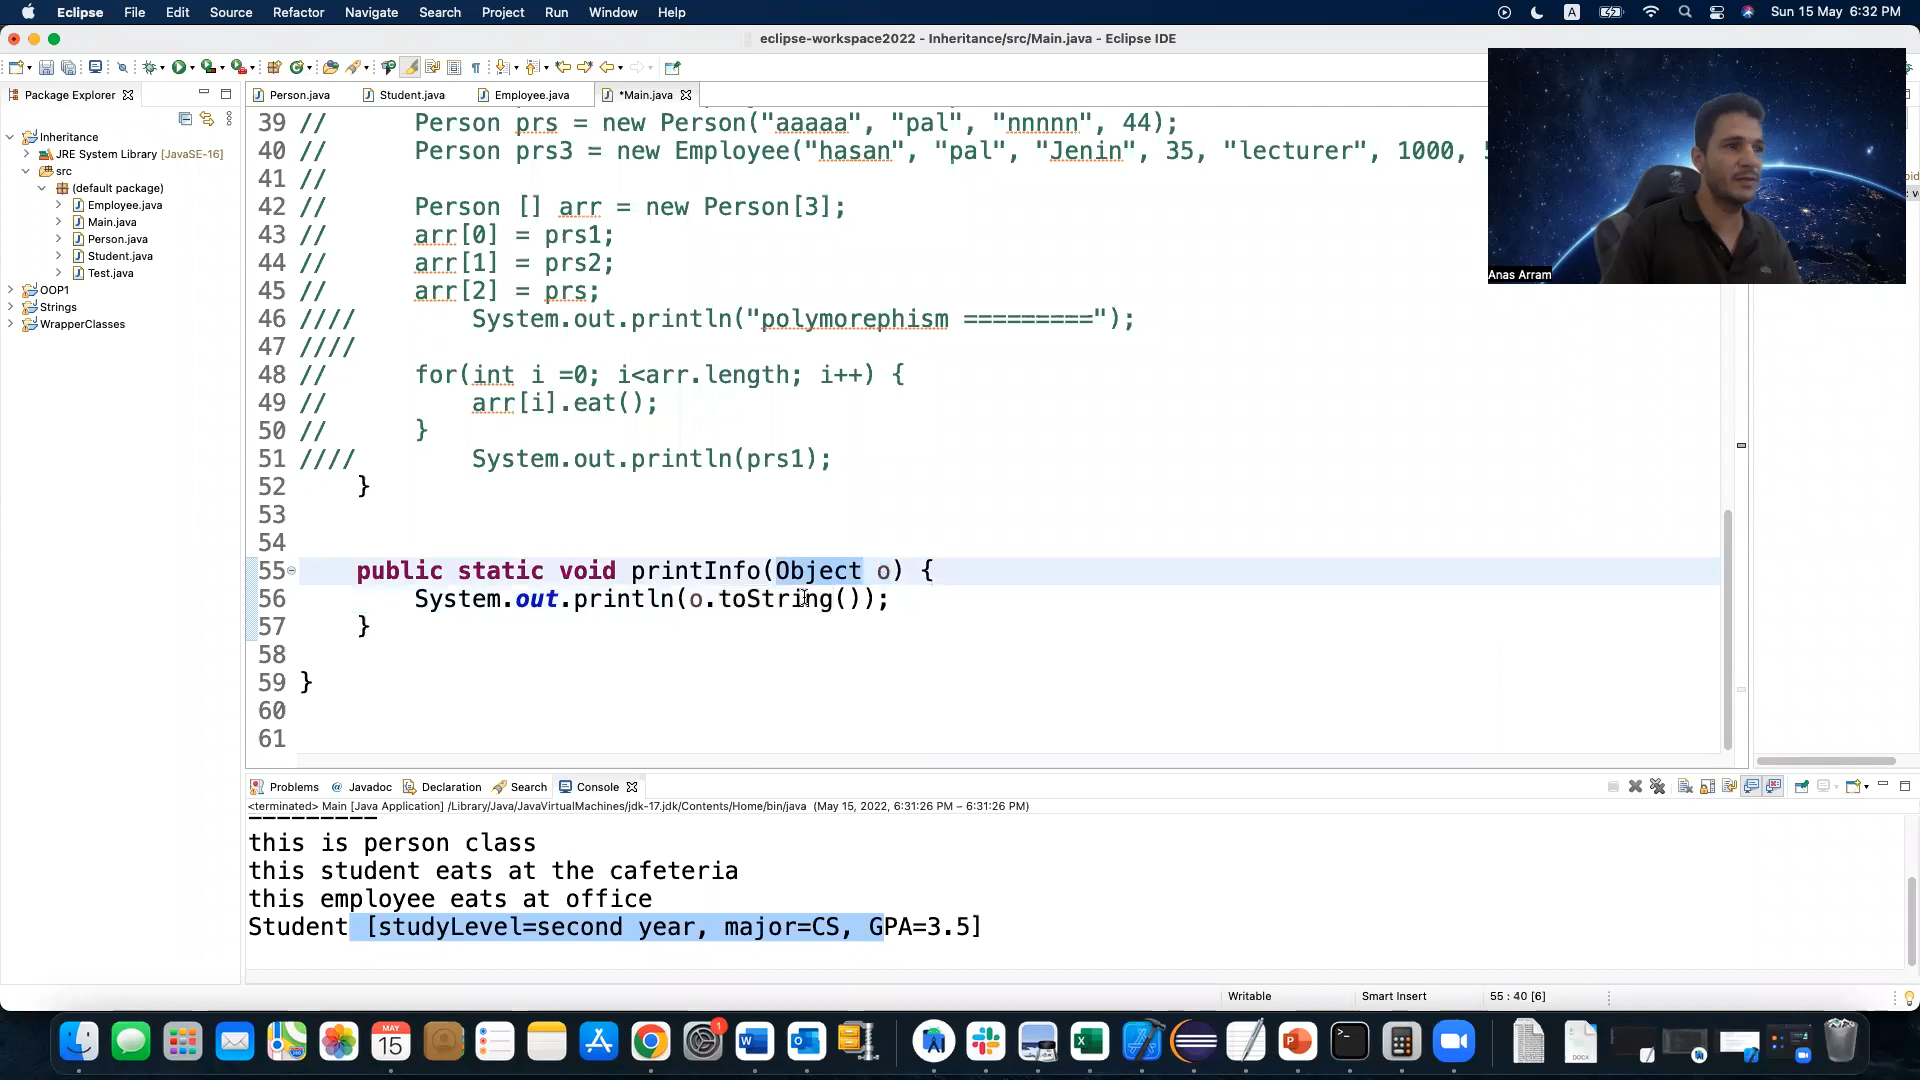 Eclipse File Edit Source Refactor Navigate Search Project Run Window Help
A
Sun 15 May 6:32 PM
eclipse-workspace2022 - Inheritance/src/Main.java - Eclipse IDE
Package Explorer
Person.java Student.java Employee.java *Main.java
Inheritance
JRE System Library [JavaSE-16]
src
(default package)
Employee.java
Main.java
Person.java
Student.java
Test.java
OOP1
Strings
WrapperClasses
39 // Person prs = new Person("aaaaa", "pal", "nnnnn", 44);
40 // Person prs3 = new Employee("hasan", "pal", "Jenin", 35, "lecturer", 1000,
41 //
42 // Person [] arr = new Person[3];
43 // arr[0] = prs1;
44 // arr[1] = prs2;
45 // arr[2] = prs;
46 //// System.out.println("polymorephism =========");
47 ////
48 // for(int i =0; i<arr.length; i++) {
49 // arr[i].eat();
50 // }
51 //// System.out.println(prs1);
52 }
53
54
55 public static void printInfo(Object o) {
56 System.out.println(o.toString());
57 }
58
59 }
60
61
Anas Arram
Problems Javadoc Declaration Search Console
<terminated> Main [Java Application] /Library/Java/JavaVirtualMachines/jdk-17.jdk/Contents/Home/bin/java (May 15, 2022, 6:31:26 PM – 6:31:26 PM)
this is person class
this student eats at the cafeteria
this employee eats at office
Student [studyLevel=second year, major=CS, GPA=3.5]
Writable Smart Insert 55 : 40 [6]
MAY
15
1
DOCX